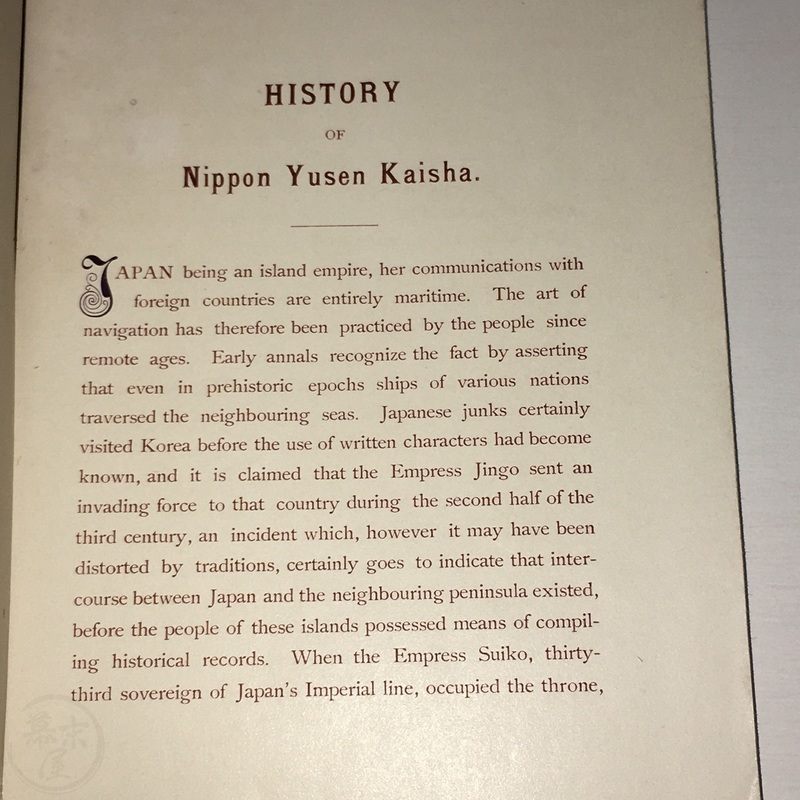 HISTORY
OF
Nippon Yusen Kaisha.
JAPAN being an island empire, her communications with
foreign countries are entirely maritime. The art of
navigation has therefore been practiced by the people since
remote ages. Early annals recognize the fact by asserting
that even in prehistoric epochs ships of various nations
traversed the neighbouring seas. Japanese junks certainly
visited Korea before the use of written characters had become
known, and it is claimed that the Empress Jingo sent an
invading force to that country during the second half of the
third century, an incident which, however it may have been
distorted by traditions, certainly goes to indicate that inter-
course between Japan and the neighbouring peninsula existed,
before the people of these islands possessed means of compil-
ing historical records. When the Empress Suiko, thirty-
third sovereign of Japan's Imperial line, occupied the throne,
幕末
屋